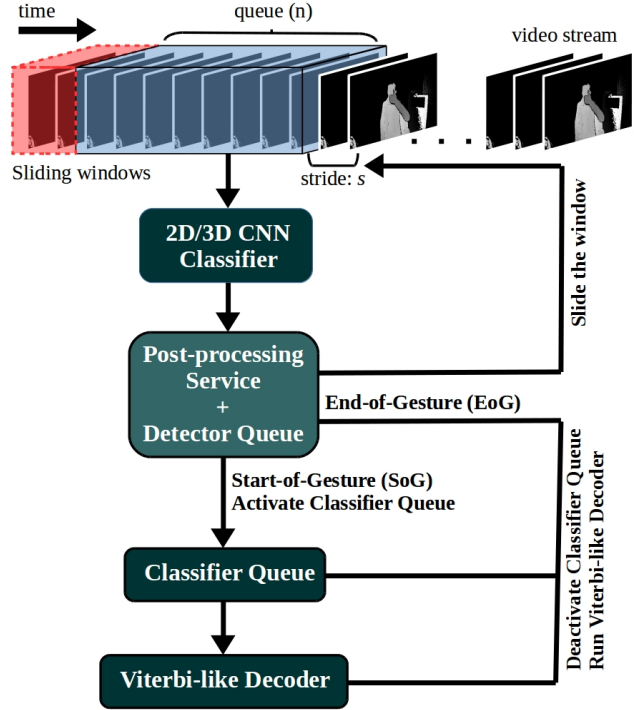 time
queue (n)
video stream
Sliding windows
stride: s
2D/3D CNN
Classifier
Slide the window
Post-processing
Service
+
Detector Queue
End-of-Gesture (EoG)
Start-of-Gesture (SoG)
Activate Classifier Queue
Deactivate Classifier Queue
Run Viterbi-like Decoder
Classifier Queue
Viterbi-like Decoder